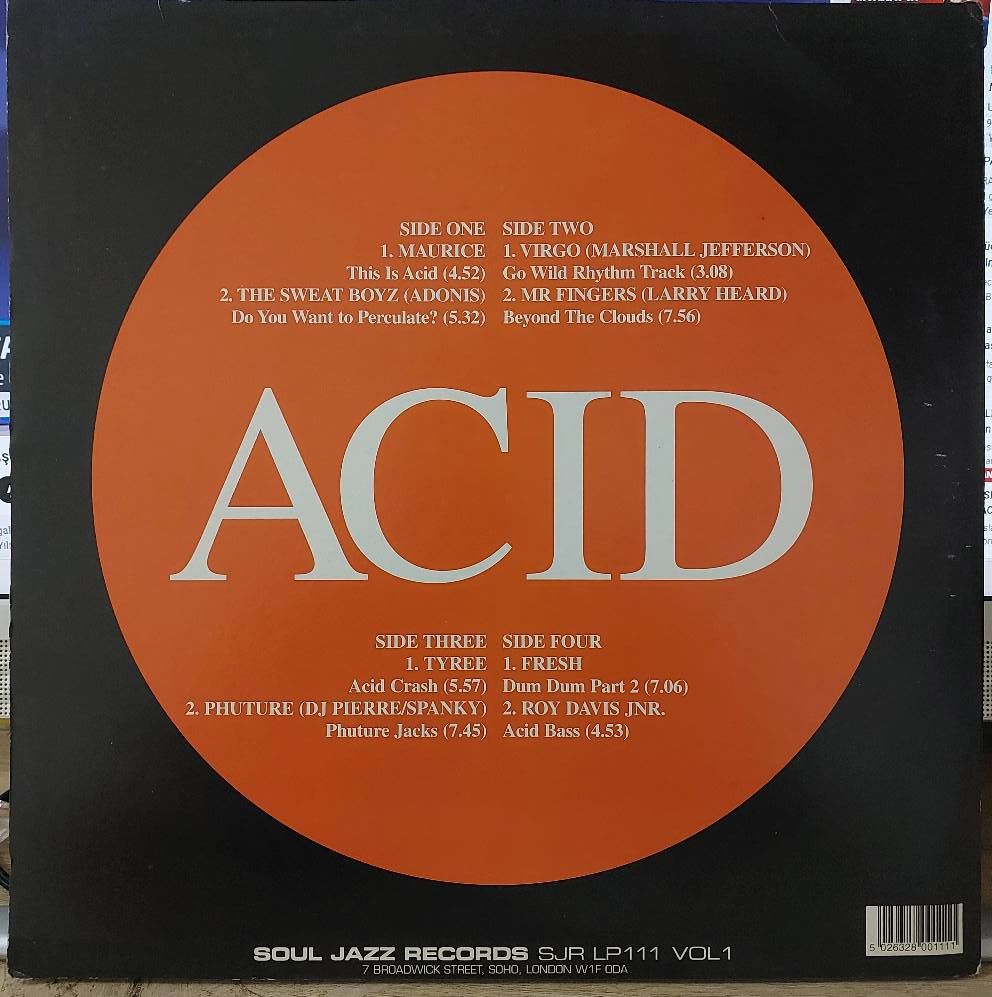 SIDE ONE
1. MAURICE
This Is Acid (4.52)
2. THE SWEAT BOYZ (ADONIS)
Do You Want to Perculate? (5.32)
SIDE TWO
1. VIRGO (MARSHALL JEFFERSON)
Go Wild Rhythm Track (3.08)
2. MR FINGERS (LARRY HEARD)
Beyond The Clouds (7.56)
ACID
SIDE THREE
1. TYREE
Acid Crash (5.57)
2. PHUTURE (DJ PIERRE/SPANKY)
Phuture Jacks (7.45)
SIDE FOUR
1. FRESH
Dum Dum Part 2 (7.06)
2. ROY DAVIS JNR.
Acid Bass (4.53)
5 026328 001111
SOUL JAZZ RECORDS SJR LP111 VOL1
7 BROADWICK STREET, SOHO, LONDON W1F 0DA